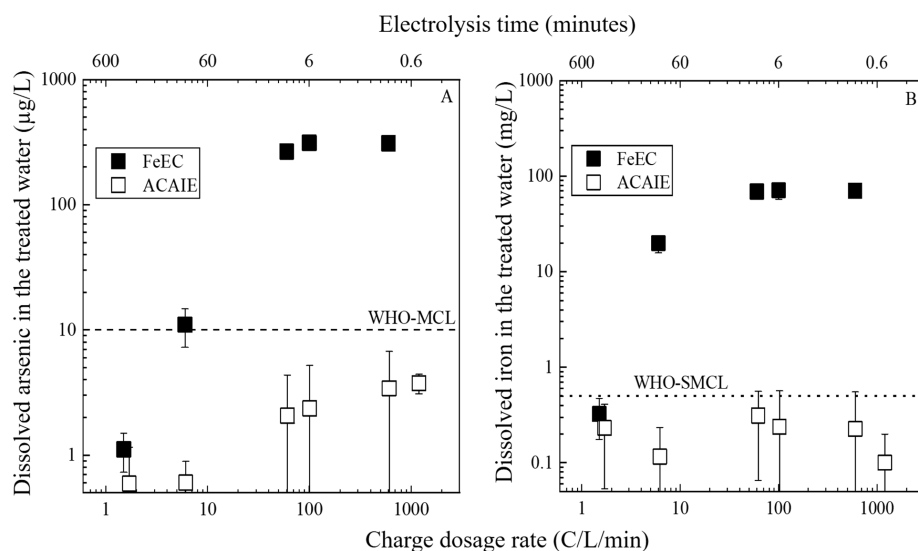 Electrolysis time (minutes)
600 60 6 0.6
600 60 6 0.6
Dissolved arsenic in the treated water (µg/L)
1000
100
10
1
A
FeEC
ACAIE
WHO-MCL
1 10 100 1000
Dissolved iron in the treated water (mg/L)
1000
100
10
1
0.1
B
FeEC
ACAIE
WHO-SMCL
1 10 100 1000
Charge dosage rate (C/L/min)